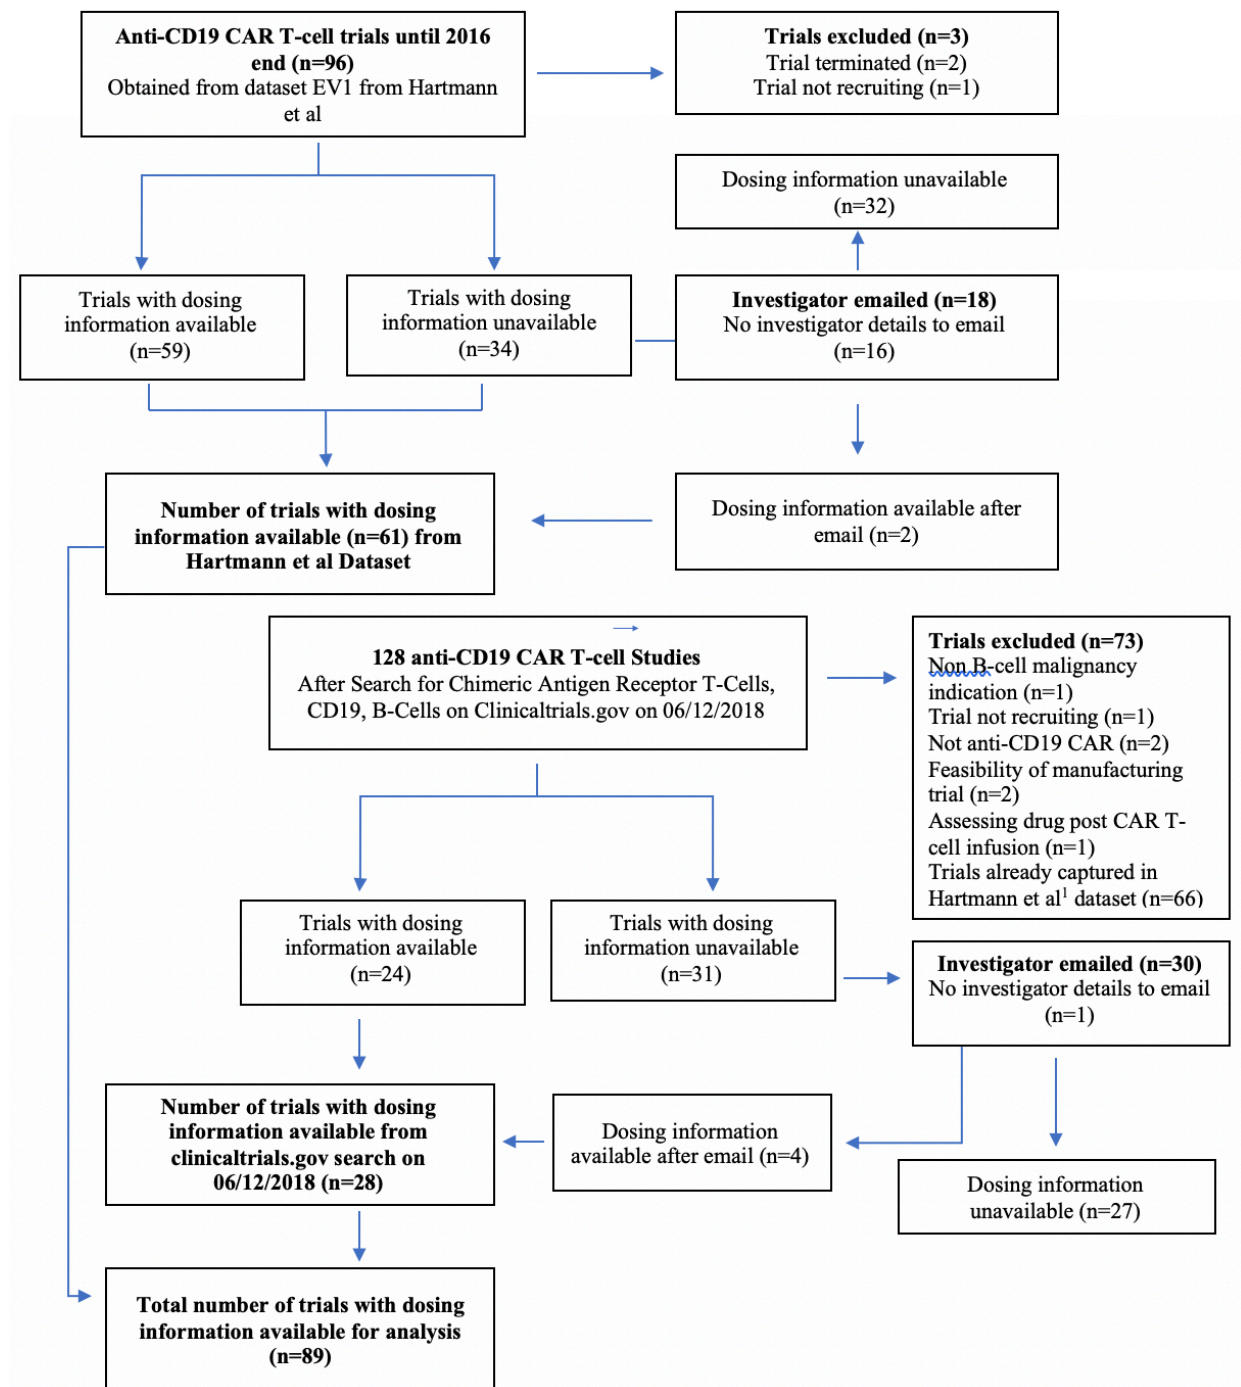 Anti-CD19 CAR T-cell trials until 2016
end (n=96)
Obtained from dataset EV1 from Hartmann
et al
Trials excluded (n=3)
Trial terminated (n=2)
Trial not recruiting (n=1)
Dosing information unavailable
(n=32)
Trials with dosing
information available
(n=59)
Trials with dosing
information unavailable
(n=34)
Investigator emailed (n=18)
No investigator details to email
(n=16)
Number of trials with dosing
information available (n=61) from
Hartmann et al Dataset
Dosing information available after
email (n=2)
128 anti-CD19 CAR T-cell Studies
After Search for Chimeric Antigen Receptor T-Cells,
CD19, B-Cells on Clinicaltrials.gov on 06/12/2018
Trials excluded (n=73)
Non B-cell malignancy
indication (n=1)
Trial not recruiting (n=1)
Not anti-CD19 CAR (n=2)
Feasibility of manufacturing
trial (n=2)
Assessing drug post CAR T-
cell infusion (n=1)
Trials already captured in
Hartmann et al¹ dataset (n=66)
Trials with dosing
information available
(n=24)
Trials with dosing
information unavailable
(n=31)
Investigator emailed (n=30)
No investigator details to email
(n=1)
Number of trials with dosing
information available from
clinicaltrials.gov search on
06/12/2018 (n=28)
Dosing information
available after email (n=4)
Dosing information
unavailable (n=27)
Total number of trials with dosing
information available for analysis
(n=89)